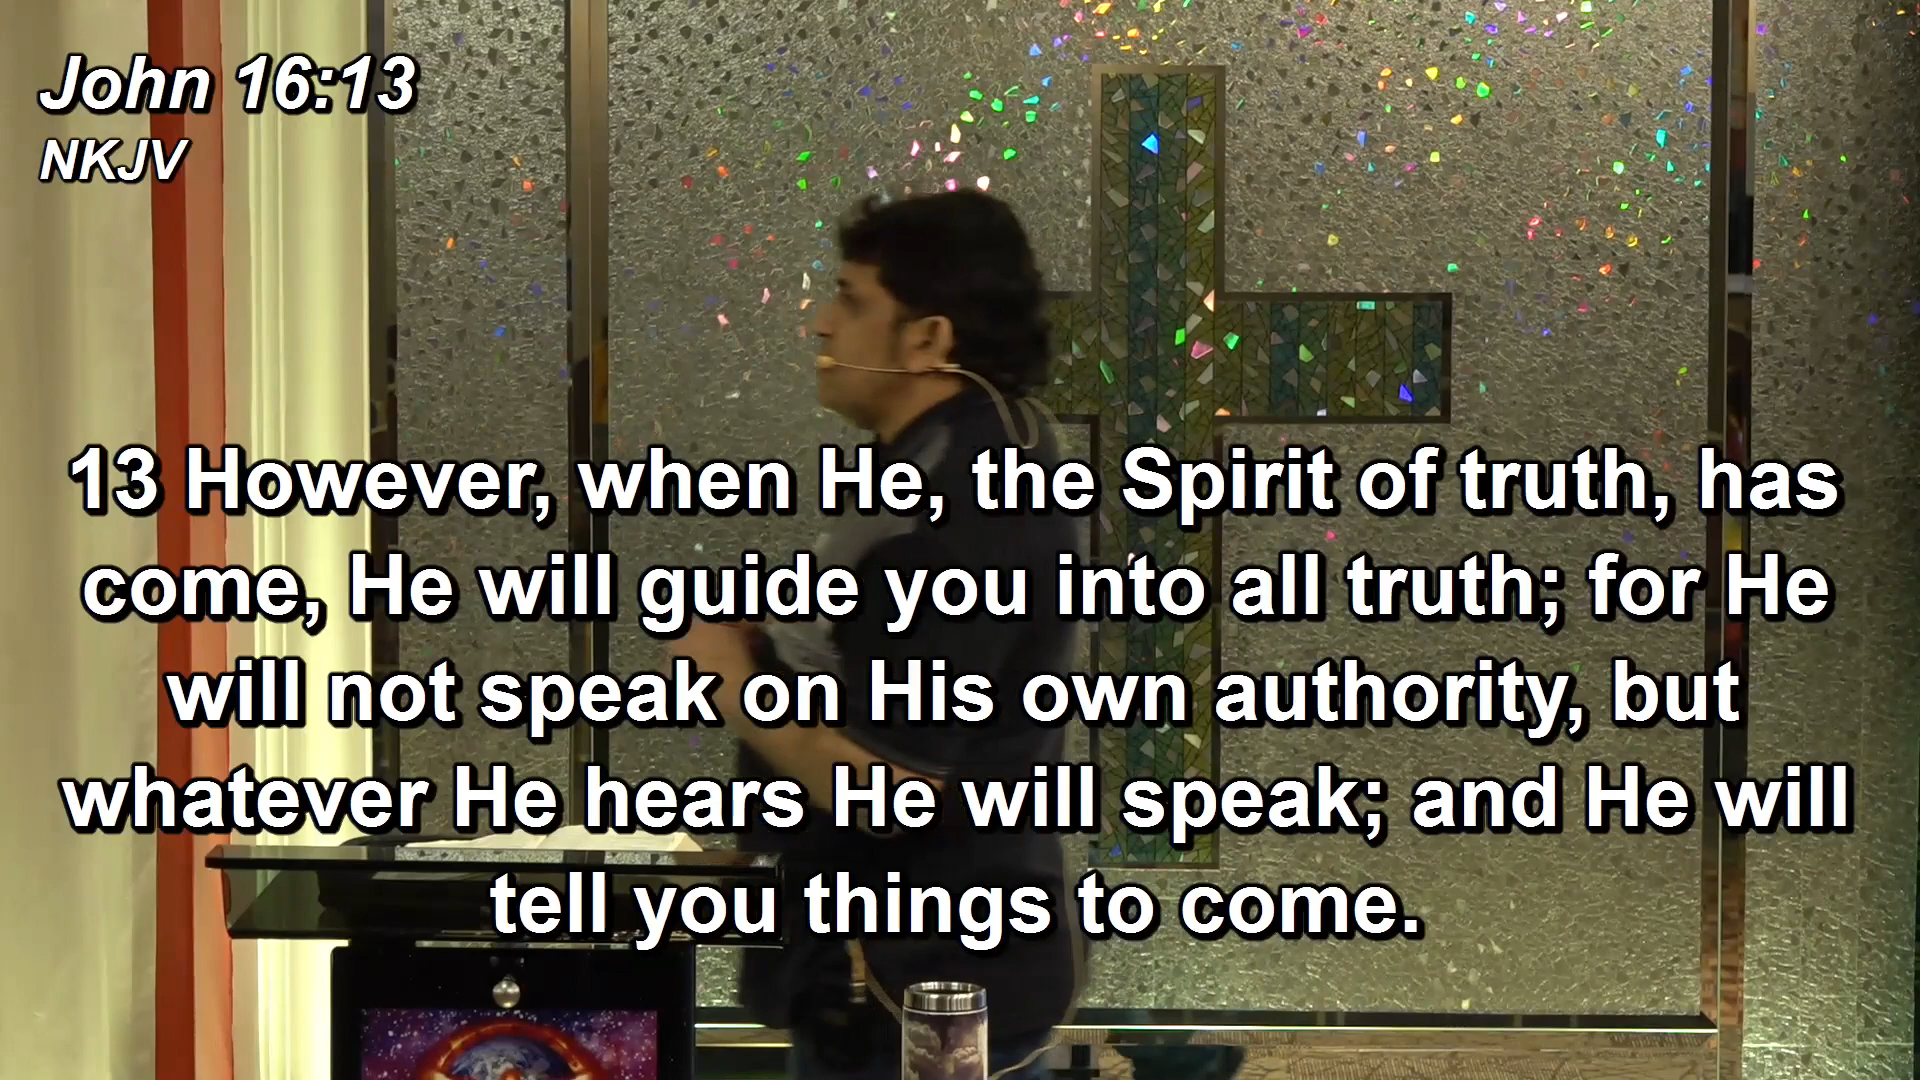 John 16:13
NKJV
13 However, when He, the Spirit of truth, has
come, He will guide you into all truth; for He
will not speak on His own authority, but
whatever He hears He will speak; and He will
tell you things to come.